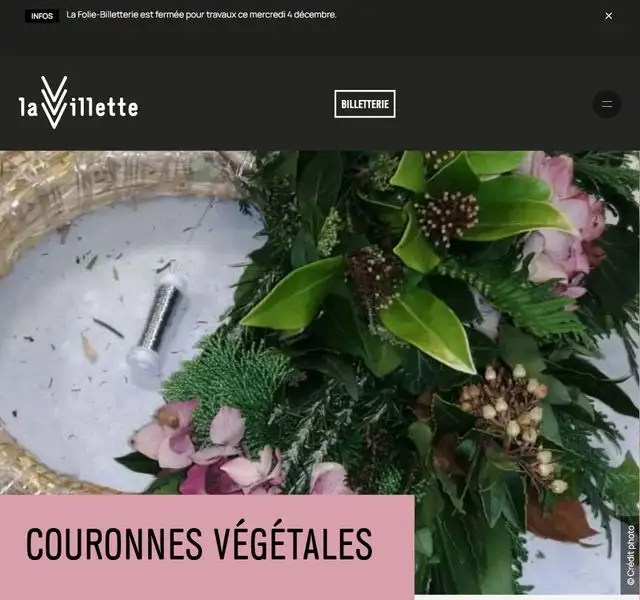 INFOS La Folie-Billetterie est fermée pour travaux ce mercredi 4 décembre.
la Villette
BILLETTERIE
COURONNES VÉGÉTALES
© Crédit photo